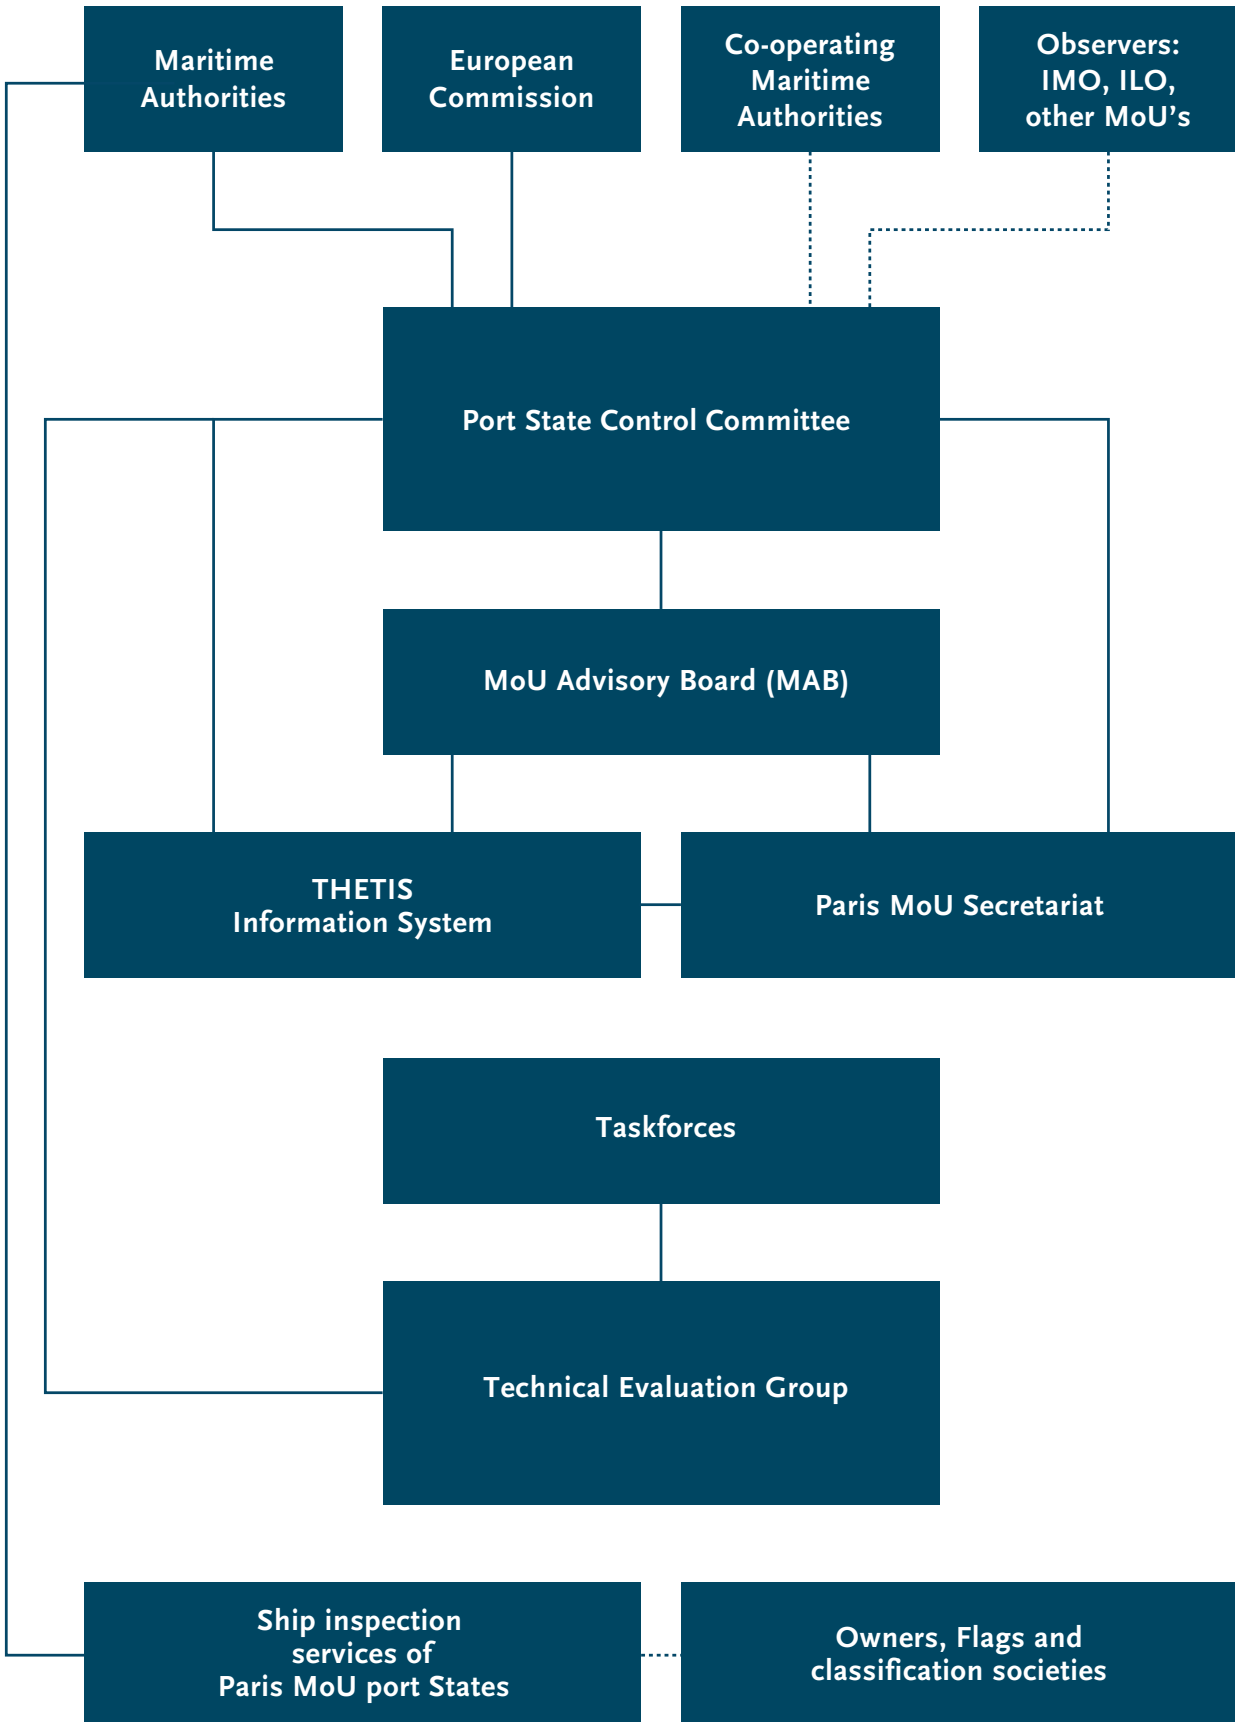 Maritime
Authorities
European
Commission
Co-operating
Maritime
Authorities
Observers:
IMO, ILO,
other MoU’s
Port State Control Committee
MoU Advisory Board (MAB)
THETIS
Information System
Paris MoU Secretariat
Taskforces
Technical Evaluation Group
Ship inspection
services of
Paris MoU port States
Owners, Flags and
classification societies